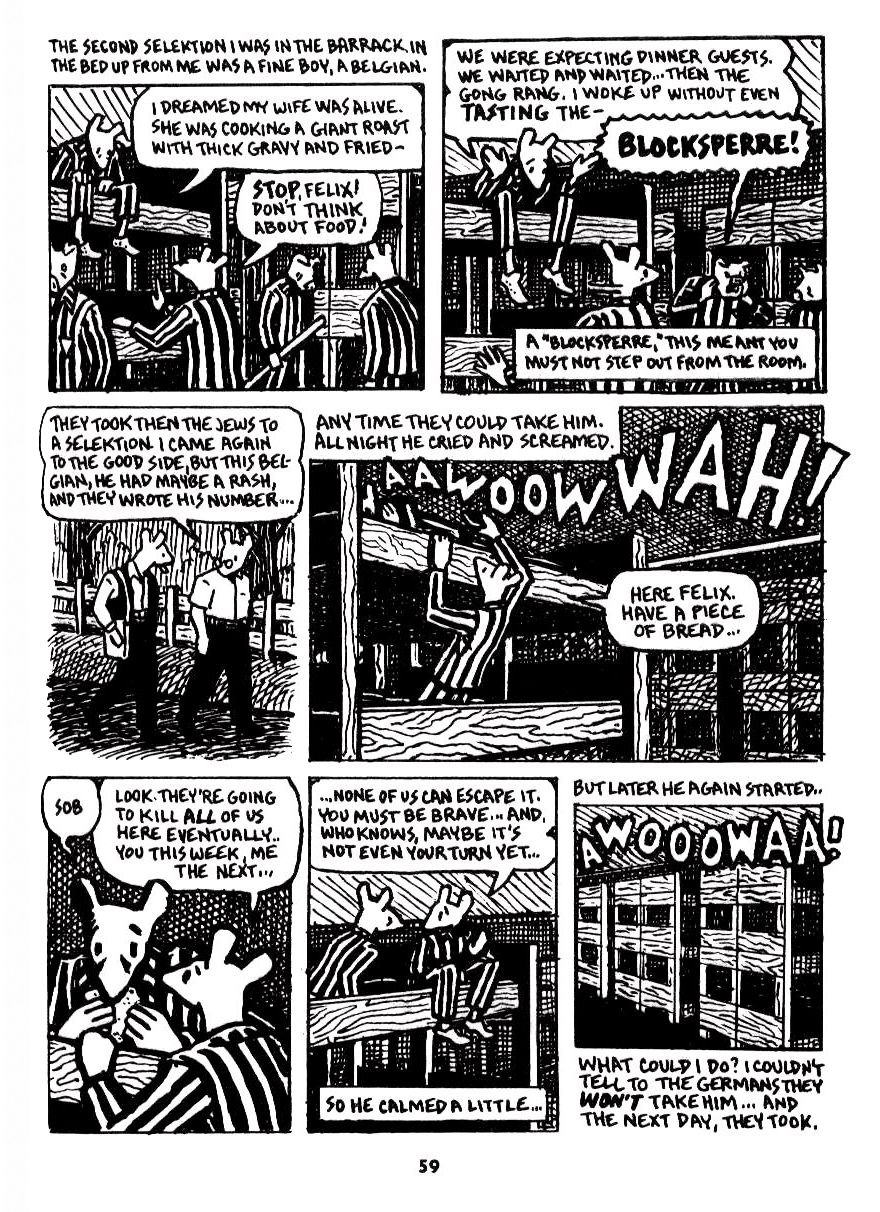 THE SECOND SELEKTION I WAS IN THE BARRACK. IN
THE BED UP FROM ME WAS A FINE BOY, A BELGIAN.
I DREAMED MY WIFE WAS ALIVE.
SHE WAS COOKING A GIANT ROAST
WITH THICK GRAVY AND FRIED-
STOP, FELIX!
DON'T THINK
ABOUT FOOD!
WE WERE EXPECTING DINNER GUESTS.
WE WAITED AND WAITED...THEN THE
GONG RANG. I WOKE UP WITHOUT EVEN
TASTING THE-
BLOCKSPERRE!
A "BLOCKSPERRE," THIS MEANT YOU
MUST NOT STEP OUT FROM THE ROOM.
THEY TOOK THEN THE JEWS TO
A SELEKTION. I CAME AGAIN
TO THE GOOD SIDE, BUT THIS BEL-
GIAN, HE HAD MAYBE A RASH,
AND THEY WROTE HIS NUMBER...
ANY TIME THEY COULD TAKE HIM.
ALL NIGHT HE CRIED AND SCREAMED.
AAAWOOWWAH!
HERE FELIX.
HAVE A PIECE
OF BREAD...
SOB
LOOK. THEY'RE GOING
TO KILL ALL OF US
HERE EVENTUALLY..
YOU THIS WEEK, ME
THE NEXT...
...NONE OF US CAN ESCAPE IT.
YOU MUST BE BRAVE... AND,
WHO KNOWS, MAYBE IT'S
NOT EVEN YOUR TURN YET...
SO HE CALMED A LITTLE...
BUT LATER HE AGAIN STARTED..
AWOOOWAA!
WHAT COULD I DO? I COULDN'T
TELL TO THE GERMANS THEY
WON'T TAKE HIM... AND
THE NEXT DAY, THEY TOOK.
59